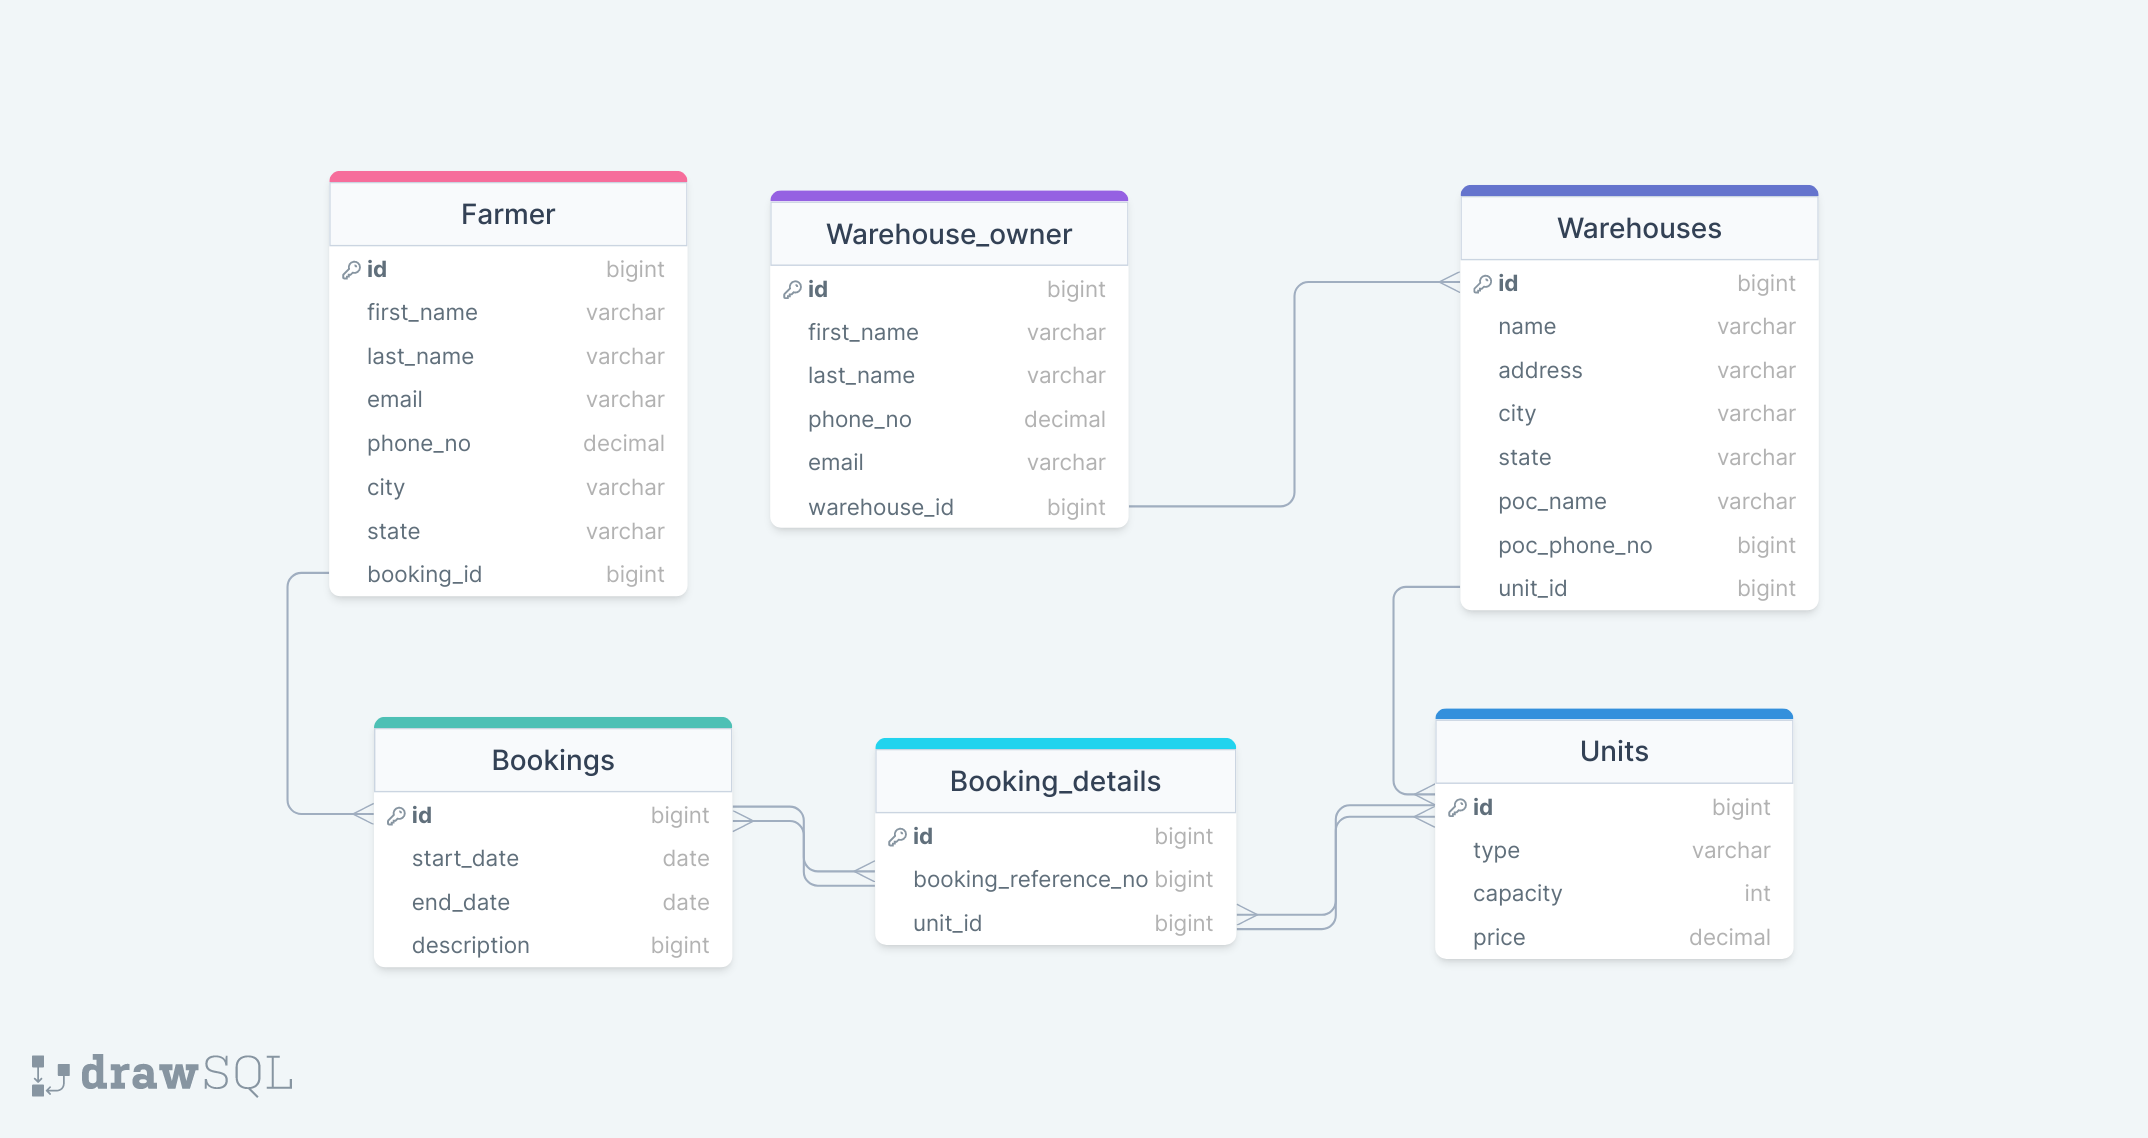 Farmer
id bigint
first_name varchar
last_name varchar
email varchar
phone_no decimal
city varchar
state varchar
booking_id bigint
Warehouse_owner
id bigint
first_name varchar
last_name varchar
phone_no decimal
email varchar
warehouse_id bigint
Warehouses
id bigint
name varchar
address varchar
city varchar
state varchar
poc_name varchar
poc_phone_no bigint
unit_id bigint
Bookings
id bigint
start_date date
end_date date
description bigint
Booking_details
id bigint
booking_reference_no bigint
unit_id bigint
Units
id bigint
type varchar
capacity int
price decimal
drawSQL